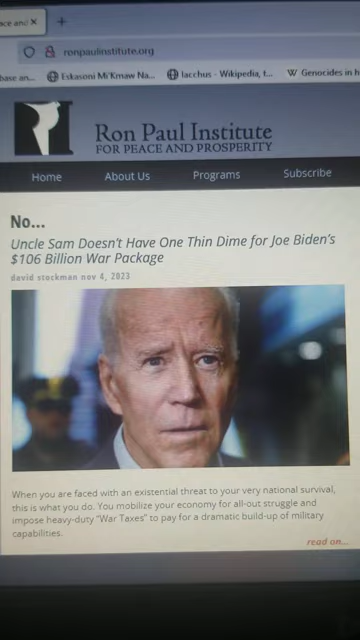 ace and ×
+
ronpaulinstitute.org
base an... Eskasoni Mi'Kmaw Na... Iacchus - Wikipedia, t... W Genocides in h
Ron Paul Institute
FOR PEACE AND PROSPERITY
Home About Us Programs Subscribe
No...
Uncle Sam Doesn't Have One Thin Dime for Joe Biden's
$106 Billion War Package
david stockman nov 4, 2023
When you are faced with an existential threat to your very national survival,
this is what you do. You mobilize your economy for all-out struggle and
impose heavy-duty "War Taxes" to pay for a dramatic build-up of military
capabilities.
read on...